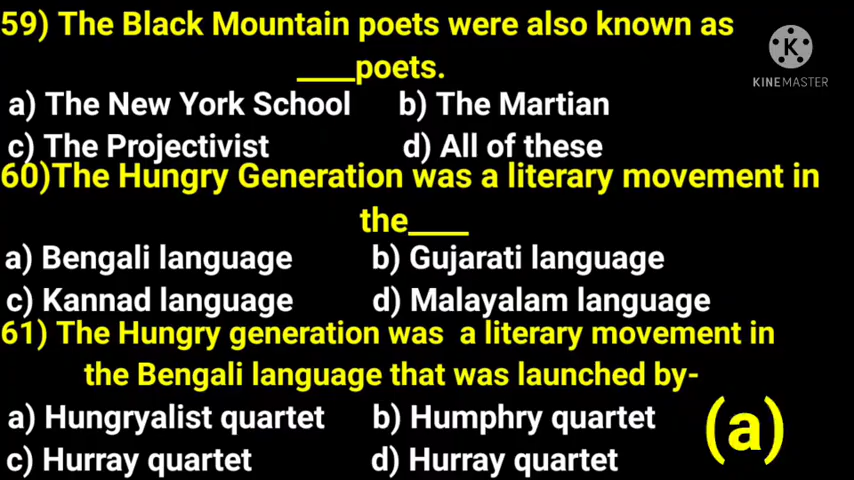 59) The Black Mountain poets were also known as
____poets.
K
KINEMASTER
a) The New York School b) The Martian
c) The Projectivist d) All of these
60)The Hungry Generation was a literary movement in
the____
a) Bengali language b) Gujarati language
c) Kannad language d) Malayalam language
61) The Hungry generation was a literary movement in
the Bengali language that was launched by-
a) Hungryalist quartet b) Humphry quartet
c) Hurray quartet d) Hurray quartet
(a)